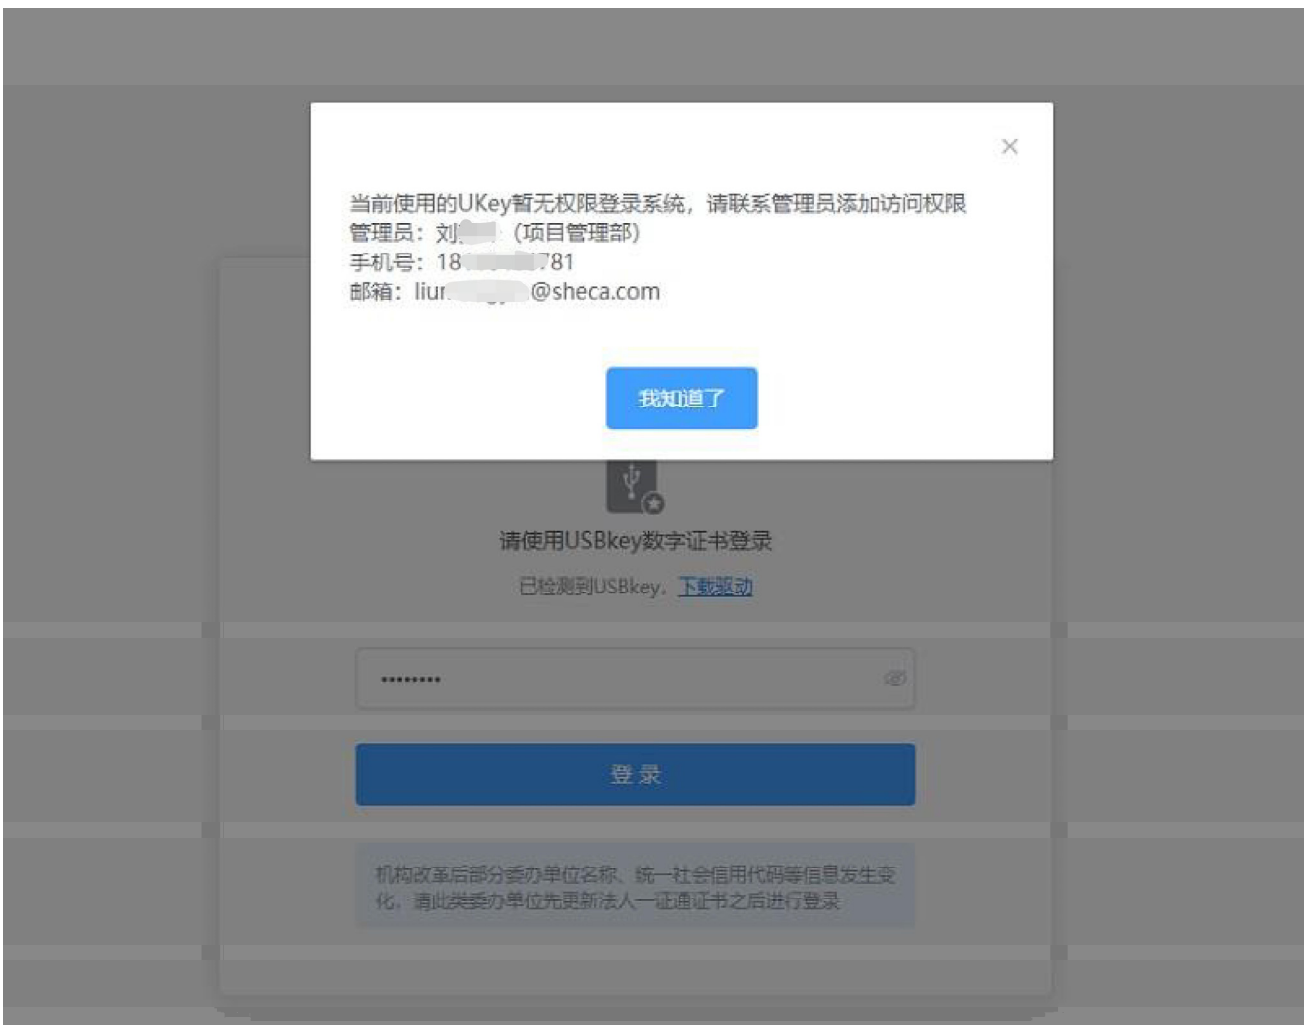 当前使用的UKey暂无权限登录系统，请联系管理员添加访问权限
管理员：刘 （项目管理部）
手机号：18 781
邮箱：liur @sheca.com
我知道了
请使用USBkey数字证书登录
已检测到USBkey，下载驱动
••••••••
登 录
机构改革后部分委办单位名称、统一社会信用代码等信息发生变
化，请此类委办单位先更新法人一证通证书之后进行登录